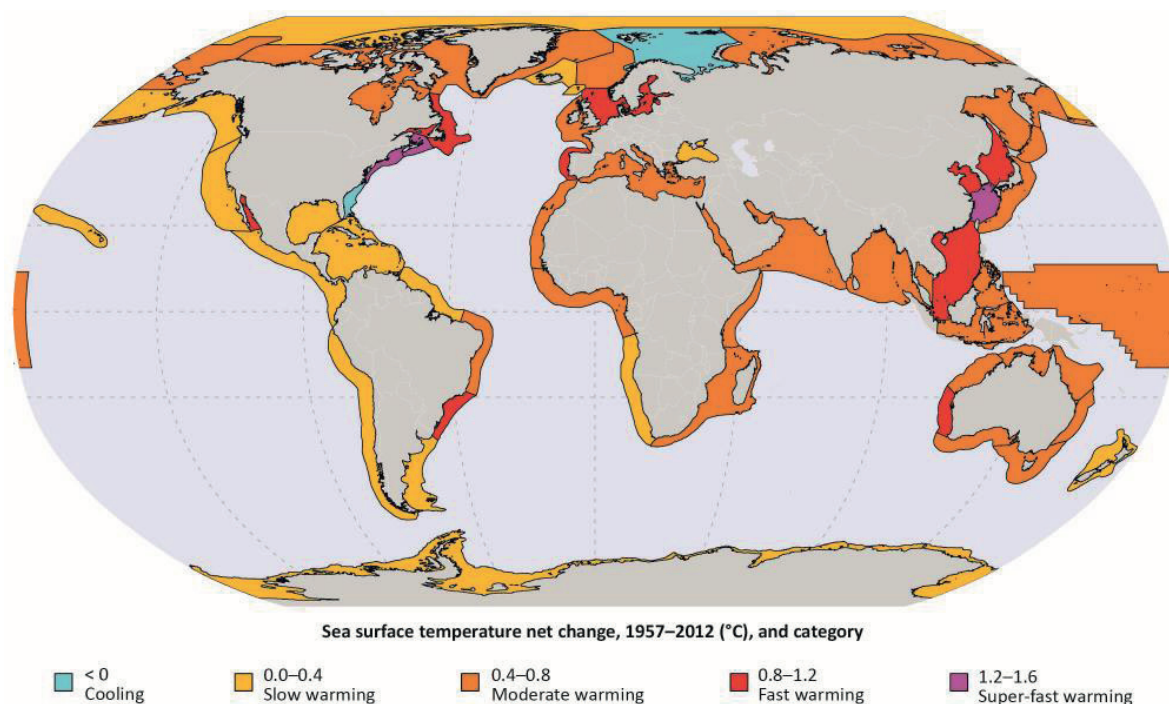 Sea surface temperature net change, 1957–2012 (°C), and category
< 0
Cooling
0.0–0.4
Slow warming
0.4–0.8
Moderate warming
0.8–1.2
Fast warming
1.2–1.6
Super-fast warming